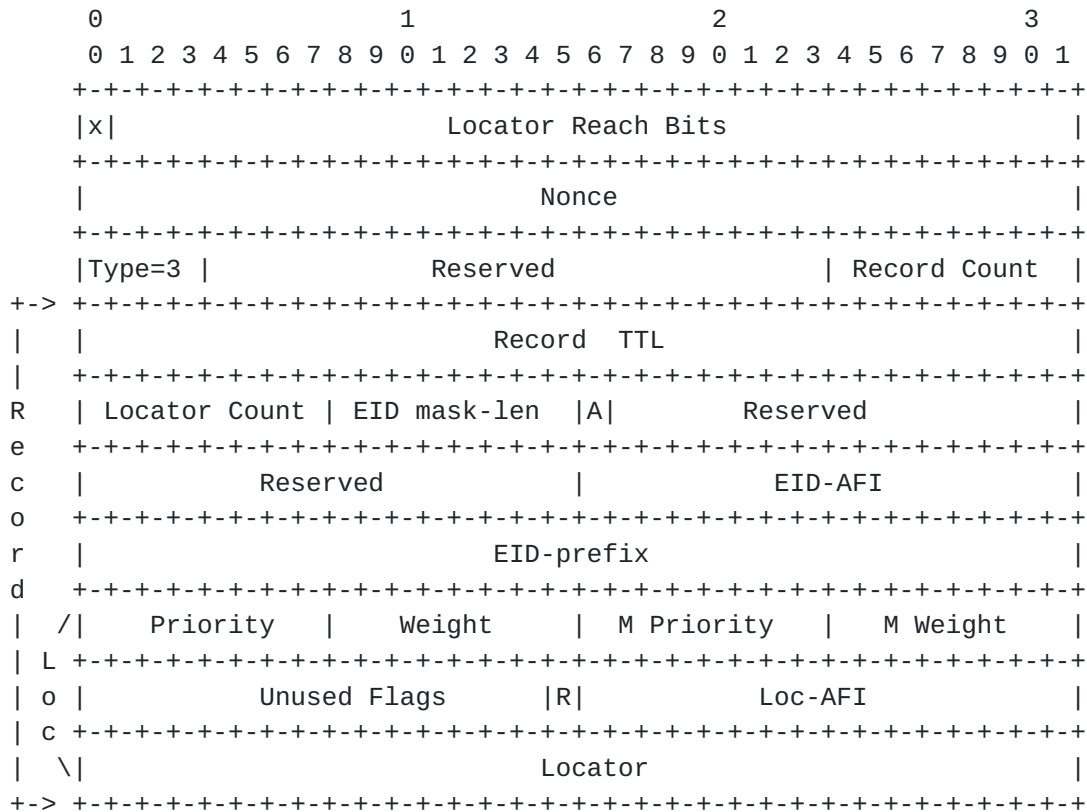 0                   1                   2                   3
        0 1 2 3 4 5 6 7 8 9 0 1 2 3 4 5 6 7 8 9 0 1 2 3 4 5 6 7 8 9 0 1
       +-+-+-+-+-+-+-+-+-+-+-+-+-+-+-+-+-+-+-+-+-+-+-+-+-+-+-+-+-+-+-+-+
       |x|                     Locator Reach Bits                      |
       +-+-+-+-+-+-+-+-+-+-+-+-+-+-+-+-+-+-+-+-+-+-+-+-+-+-+-+-+-+-+-+-+
       |                             Nonce                             |
       +-+-+-+-+-+-+-+-+-+-+-+-+-+-+-+-+-+-+-+-+-+-+-+-+-+-+-+-+-+-+-+-+
       |Type=3 |              Reserved                 | Record Count  |
   +-> +-+-+-+-+-+-+-+-+-+-+-+-+-+-+-+-+-+-+-+-+-+-+-+-+-+-+-+-+-+-+-+-+
   |   |                          Record  TTL                          |
   |   +-+-+-+-+-+-+-+-+-+-+-+-+-+-+-+-+-+-+-+-+-+-+-+-+-+-+-+-+-+-+-+-+
   R   | Locator Count | EID mask-len  |A|        Reserved             |
   e   +-+-+-+-+-+-+-+-+-+-+-+-+-+-+-+-+-+-+-+-+-+-+-+-+-+-+-+-+-+-+-+-+
   c   |           Reserved            |            EID-AFI            |
   o   +-+-+-+-+-+-+-+-+-+-+-+-+-+-+-+-+-+-+-+-+-+-+-+-+-+-+-+-+-+-+-+-+
   r   |                          EID-prefix                           |
   d   +-+-+-+-+-+-+-+-+-+-+-+-+-+-+-+-+-+-+-+-+-+-+-+-+-+-+-+-+-+-+-+-+
   |  /|    Priority   |    Weight     |  M Priority   |   M Weight    |
   | L +-+-+-+-+-+-+-+-+-+-+-+-+-+-+-+-+-+-+-+-+-+-+-+-+-+-+-+-+-+-+-+-+
   | o |           Unused Flags      |R|           Loc-AFI             |
   | c +-+-+-+-+-+-+-+-+-+-+-+-+-+-+-+-+-+-+-+-+-+-+-+-+-+-+-+-+-+-+-+-+
   |  \|                             Locator                           |
   +-> +-+-+-+-+-+-+-+-+-+-+-+-+-+-+-+-+-+-+-+-+-+-+-+-+-+-+-+-+-+-+-+-+